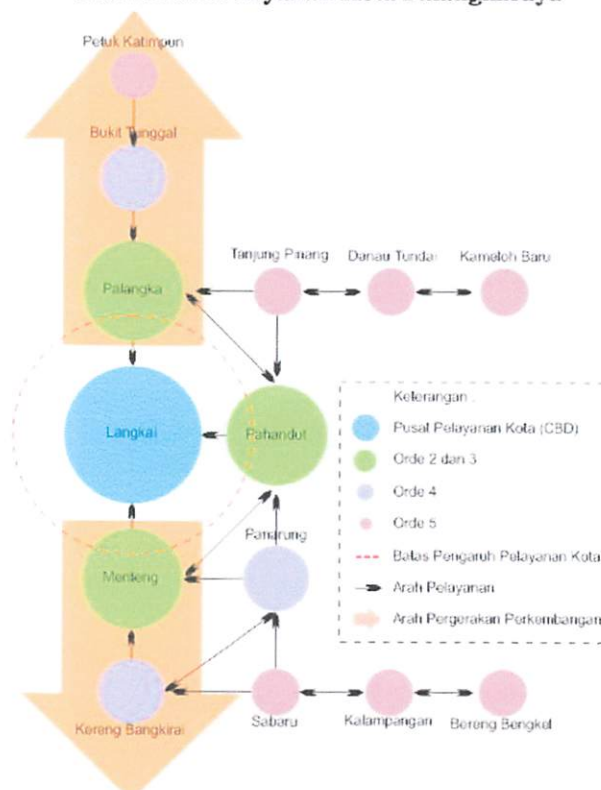 Petuk Katimpun
Bukit Tunggal
Tanjung Pinang
Danau Tundai
Kameloh Baru
Palangka
Langkai
Pahandut
Keterangan :
Pusat Pelayanan Kota (CBD)
Orde 2 dan 3
Orde 4
Orde 5
Batas Pengaruh Pelayanan Kota
Arah Pelayanan
Arah Pergerakan Perkembangan
Panarung
Menteng
Kereng Bangkirai
Sabaru
Kalampangan
Bereng Bengkel